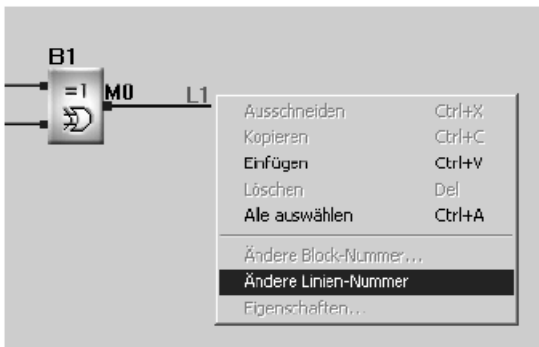 B1
=1 M0 L1
Ausschneiden Ctrl+X
Kopieren Ctrl+C
Einfügen Ctrl+V
Löschen Del
Ale auswählen Ctrl+A
Ändere Block-Nummer...
Ändere Linien-Nummer
Eigenschaften...